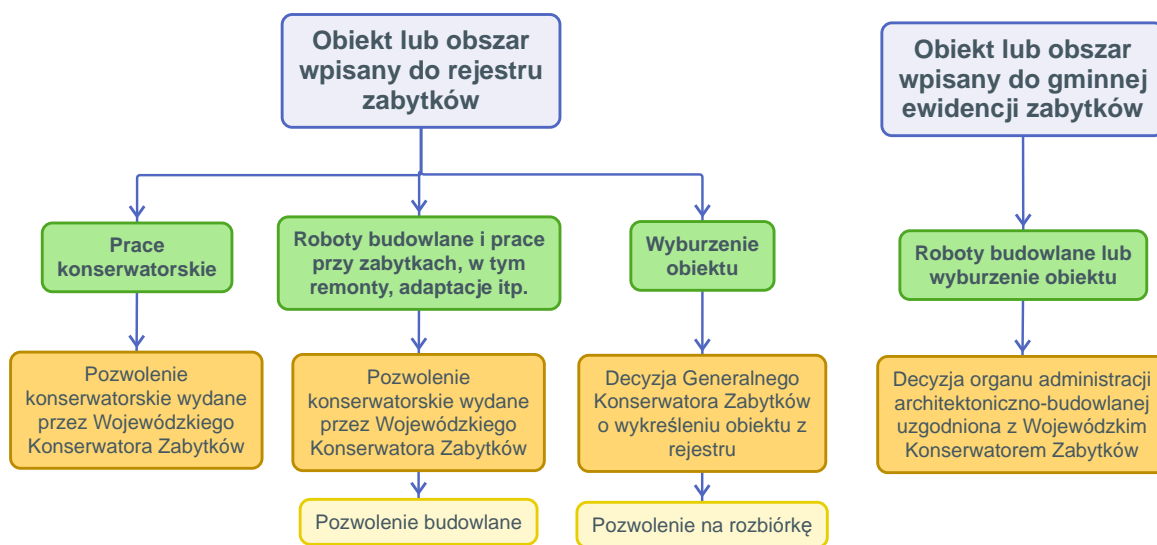 Obiekt lub obszar
wpisany do rejestru
zabytków
Obiekt lub obszar
wpisany do gminnej
ewidencji zabytków
Prace
konserwatorskie
Roboty budowlane i prace
przy zabytkach, w tym
remonty, adaptacje itp.
Wyburzenie
obiektu
Roboty budowlane lub
wyburzenie obiektu
Pozwolenie
konserwatorskie wydane
przez Wojewódzkiego
Konserwatora Zabytków
Pozwolenie
konserwatorskie wydane
przez Wojewódzkiego
Konserwatora Zabytków
Decyzja Generalnego
Konserwatora Zabytków
o wykreśleniu obiektu z
rejestru
Decyzja organu administracji
architektoniczno-budowlanej
uzgodniona z Wojewódzkim
Konserwatorem Zabytków
Pozwolenie budowlane
Pozwolenie na rozbiórkę